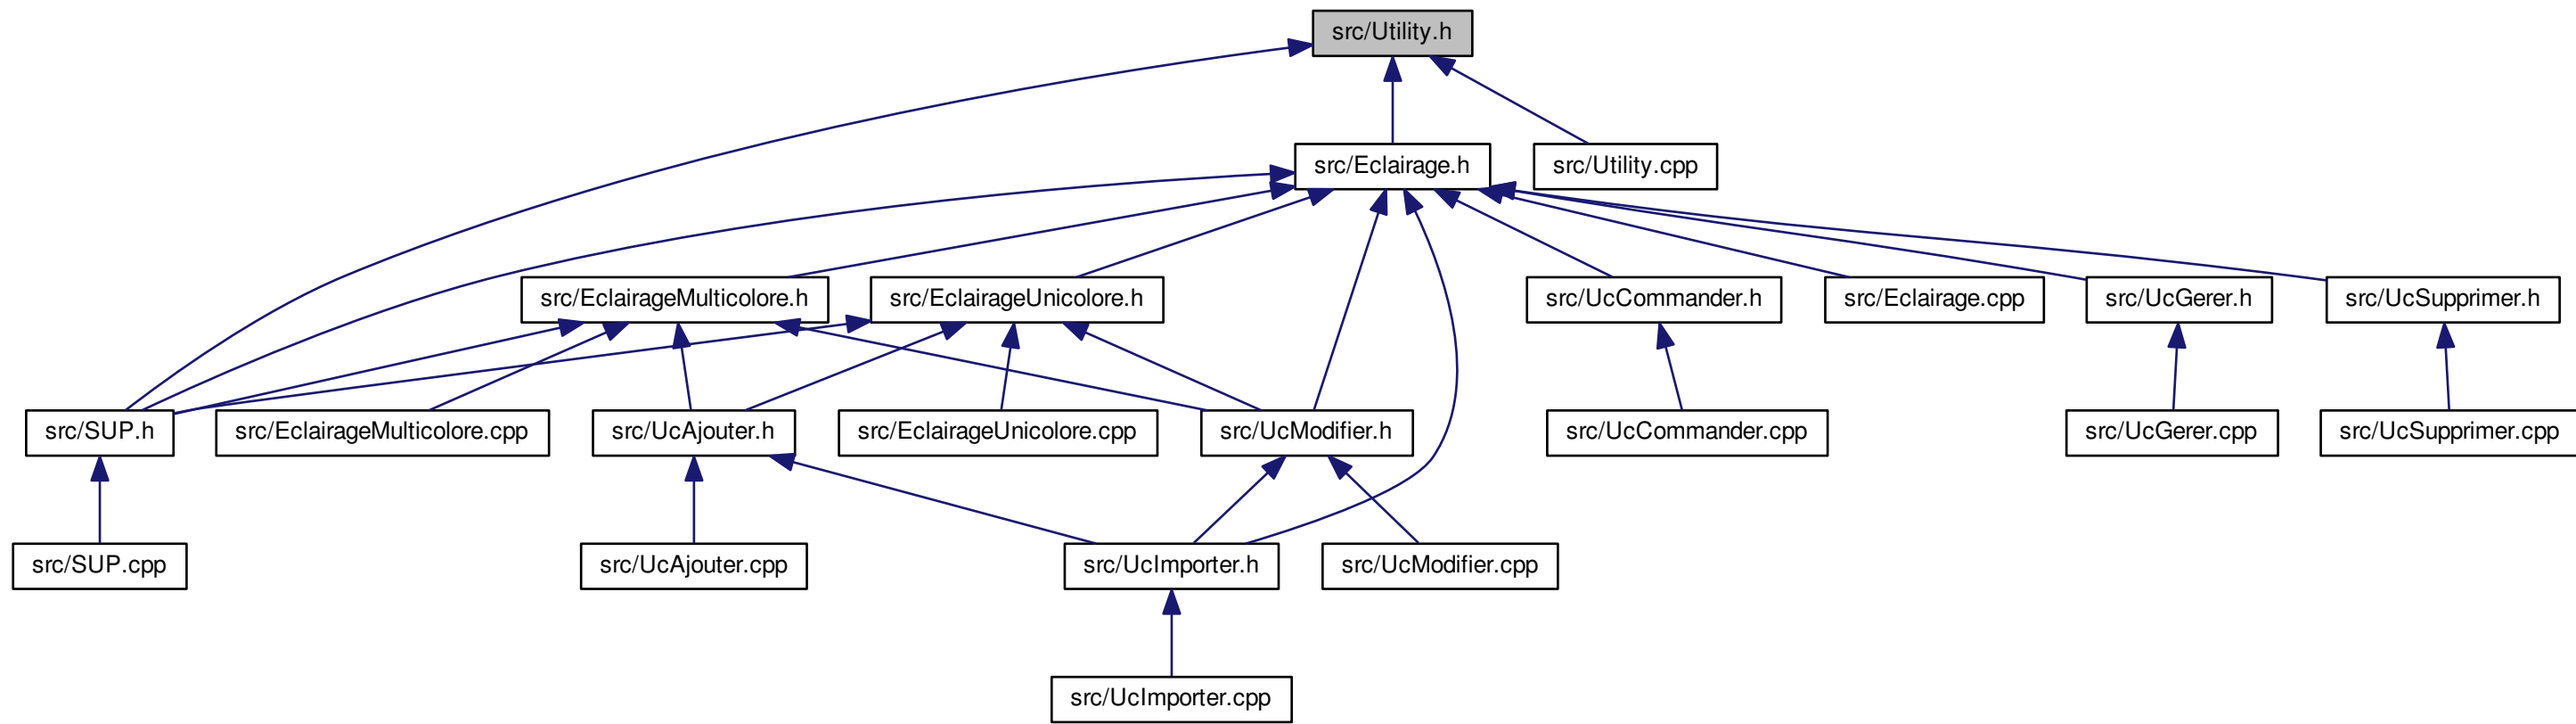 src/Utility.h
src/Eclairage.h
src/Utility.cpp
src/EclairageMulticolore.h
src/EclairageUnicolore.h
src/UcCommander.h
src/Eclairage.cpp
src/UcGerer.h
src/UcSupprimer.h
src/SUP.h
src/EclairageMulticolore.cpp
src/UcAjouter.h
src/EclairageUnicolore.cpp
src/UcModifier.h
src/UcCommander.cpp
src/UcGerer.cpp
src/UcSupprimer.cpp
src/SUP.cpp
src/UcAjouter.cpp
src/UcImporter.h
src/UcModifier.cpp
src/UcImporter.cpp